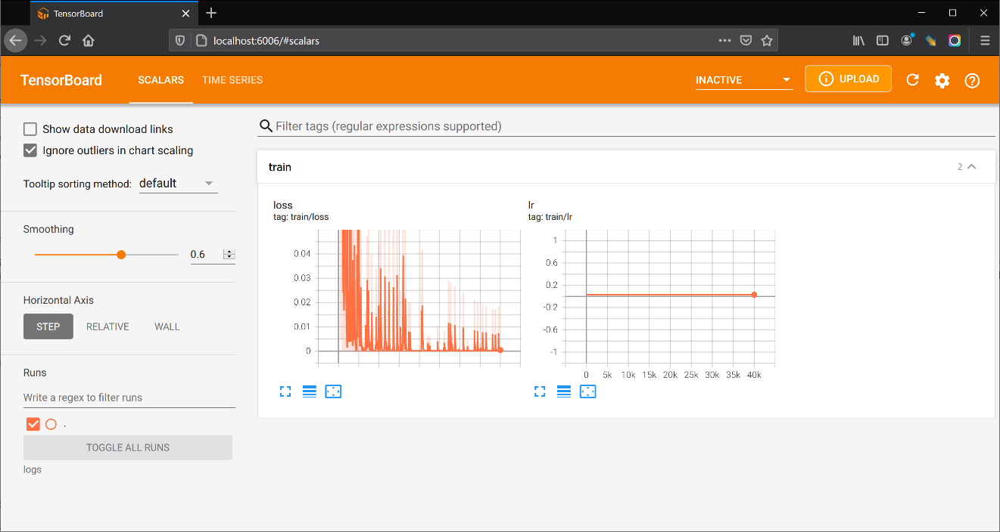 TensorBoard
localhost:6006/#scalars
TensorBoard SCALARS TIME SERIES INACTIVE UPLOAD
Show data download links
Ignore outliers in chart scaling
Tooltip sorting method: default
Smoothing
0.6
Horizontal Axis
STEP RELATIVE WALL
Runs
Write a regex to filter runs
.
TOGGLE ALL RUNS
logs
Filter tags (regular expressions supported)
train 2
loss
tag: train/loss
0.04
0.03
0.02
0.01
0
lr
tag: train/lr
1
0.6
0.2
-0.2
-0.6
-1
0 5k 10k 15k 20k 25k 30k 35k 40k